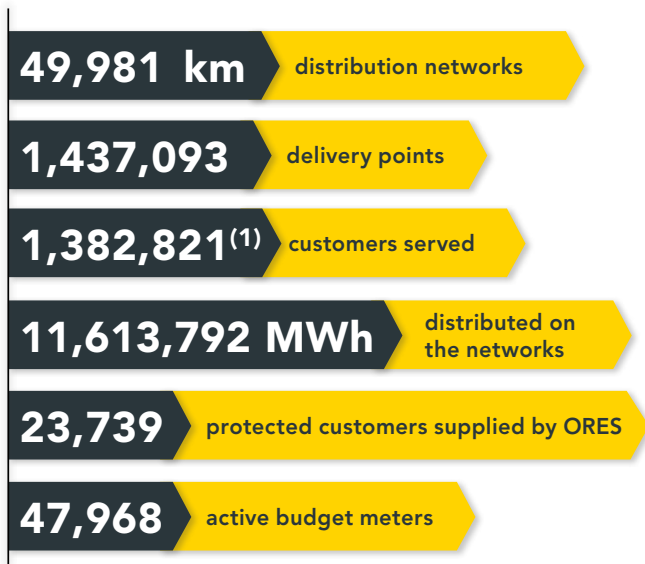 49,981 km distribution networks
1,437,093 delivery points
1,382,821(1) customers served
11,613,792 MWh distributed on
the networks
23,739 protected customers supplied by ORES
47,968 active budget meters